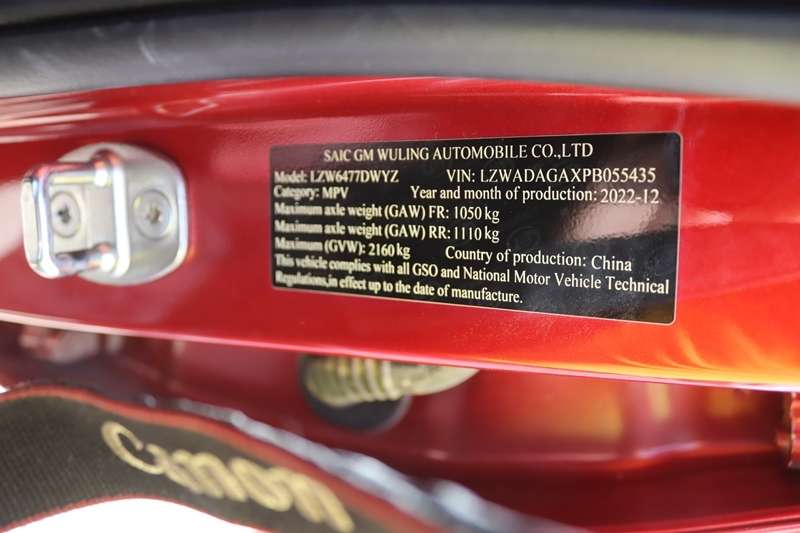 SAIC GM WULING AUTOMOBILE CO.,LTD
Model: LZW6477DWYZ VIN: LZWADAGAXPB055435
Category: MPV Year and month of production: 2022-12
Maximum axle weight (GAW) FR: 1050 kg
Maximum axle weight (GAW) RR: 1110 kg
Maximum (GVW): 2160 kg Country of production: China
This vehicle complies with all GSO and National Motor Vehicle Technical
Regulations,in effect up to the date of manufacture.
Canon